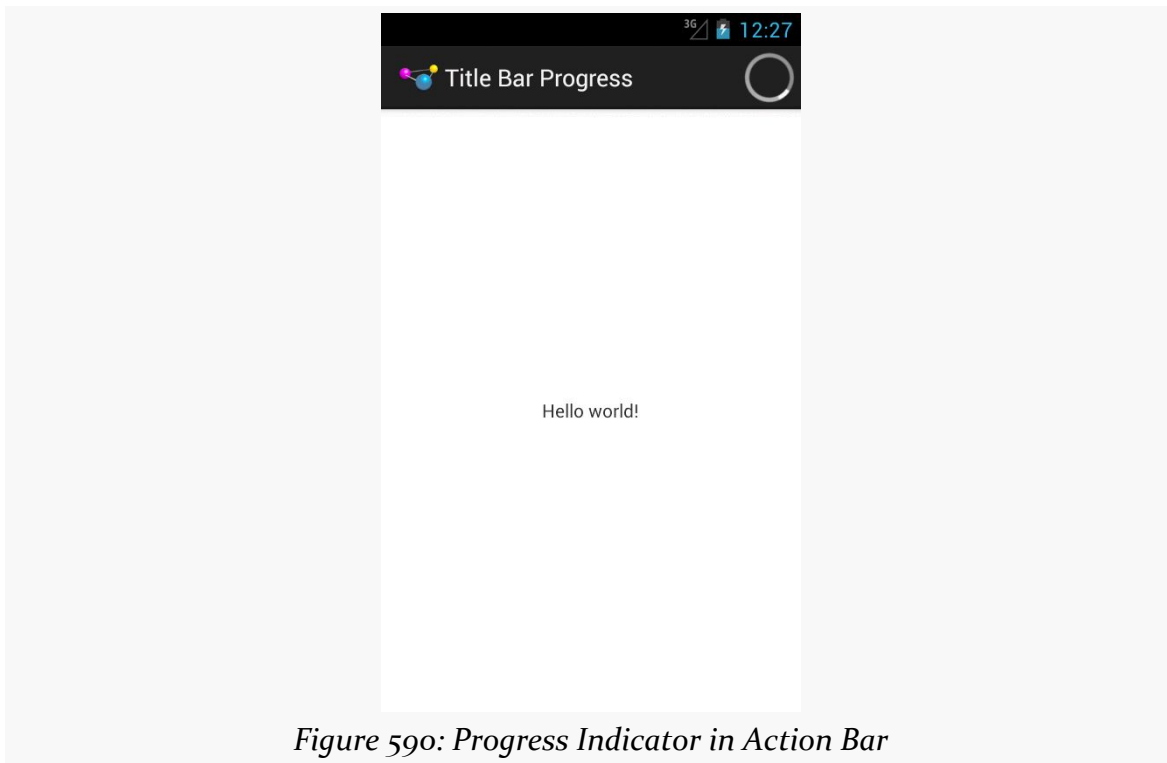 3G 12:27
Title Bar Progress
Hello world!
Figure 590: Progress Indicator in Action Bar